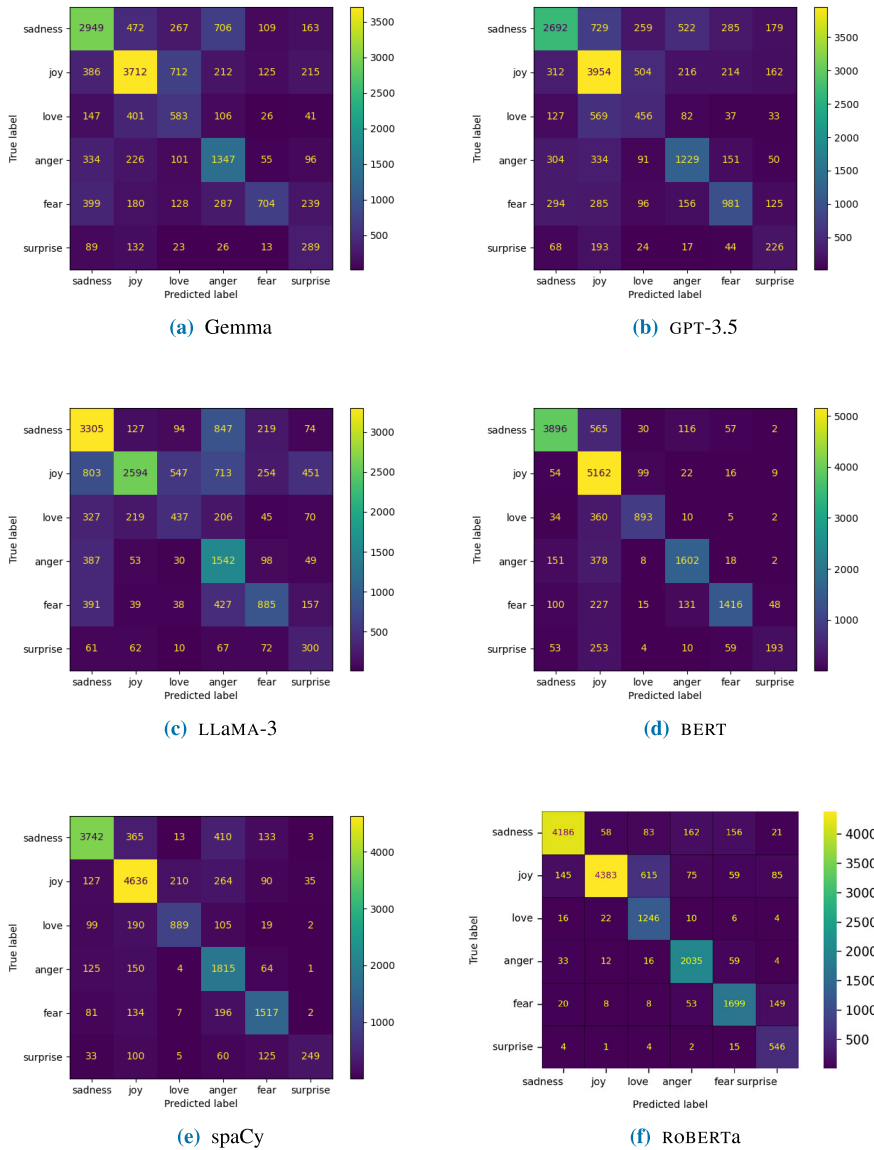 sadness 2949 472 267 706 109 163
joy 386 3712 712 212 125 215
love 147 401 583 106 26 41
anger 334 226 101 1347 55 96
fear 399 180 128 287 704 239
surprise 89 132 23 26 13 289
sadness joy love anger fear surprise
Predicted label
True label
3500
3000
2500
2000
1500
1000
500
(a) Gemma
sadness 2692 729 259 522 285 179
joy 312 3954 504 216 214 162
love 127 569 456 82 37 33
anger 304 334 91 1229 151 50
fear 294 285 96 156 981 125
surprise 68 193 24 17 44 226
sadness joy love anger fear surprise
Predicted label
True label
3500
3000
2500
2000
1500
1000
500
(b) GPT-3.5
sadness 3305 127 94 847 219 74
joy 803 2594 547 713 254 451
love 327 219 437 206 45 70
anger 387 53 30 1542 98 49
fear 391 39 38 427 885 157
surprise 61 62 10 67 72 300
sadness joy love anger fear surprise
Predicted label
True label
3000
2500
2000
1500
1000
500
(c) LLaMA-3
sadness 3896 565 30 116 57 2
joy 54 5162 99 22 16 9
love 34 360 893 10 5 2
anger 151 378 8 1602 18 2
fear 100 227 15 131 1416 48
surprise 53 253 4 10 59 193
sadness joy love anger fear surprise
Predicted label
True label
5000
4000
3000
2000
1000
(d) BERT
sadness 3742 365 13 410 133 3
joy 127 4636 210 264 90 35
love 99 190 889 105 19 2
anger 125 150 4 1815 64 1
fear 81 134 7 196 1517 2
surprise 33 100 5 60 125 249
sadness joy love anger fear surprise
Predicted label
True label
4000
3000
2000
1000
(e) spaCy
sadness 4186 58 83 162 156 21
joy 145 4383 615 75 59 85
love 16 22 1246 10 6 4
anger 33 12 16 2035 59 4
fear 20 8 8 53 1699 149
surprise 4 1 4 2 15 546
sadness joy love anger fear surprise
Predicted label
True label
4000
3500
3000
2500
2000
1500
1000
500
(f) RoBERTa